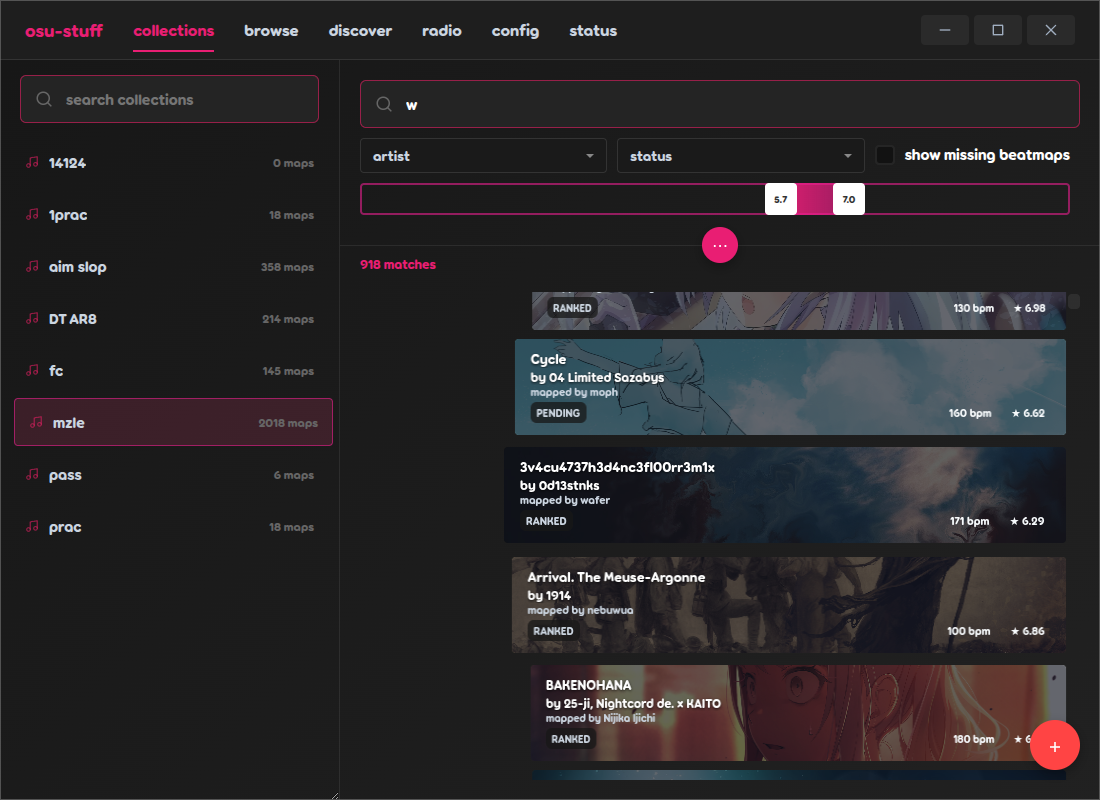 osu-stuff collections browse discover radio config status
search collections
14124 0 maps
1prac 18 maps
aim slop 358 maps
DT AR8 214 maps
fc 145 maps
mzle 2018 maps
pass 6 maps
prac 18 maps
w
artist status show missing beatmaps
5.7 7.0
...
918 matches
RANKED 130 bpm ★ 6.98
Cycle
by 04 Limited Sazabys
mapped by moph
PENDING 160 bpm ★ 6.62
3v4cu4737h3d4nc3fl00rr3m1x
by 0d13stnks
mapped by wafer
RANKED 171 bpm ★ 6.29
Arrival. The Meuse-Argonne
by 1914
mapped by nebuwua
RANKED 100 bpm ★ 6.86
BAKENOHANA
by 25-ji, Nightcord de. x KAITO
mapped by Nijika Ijichi
RANKED 180 bpm ★
+